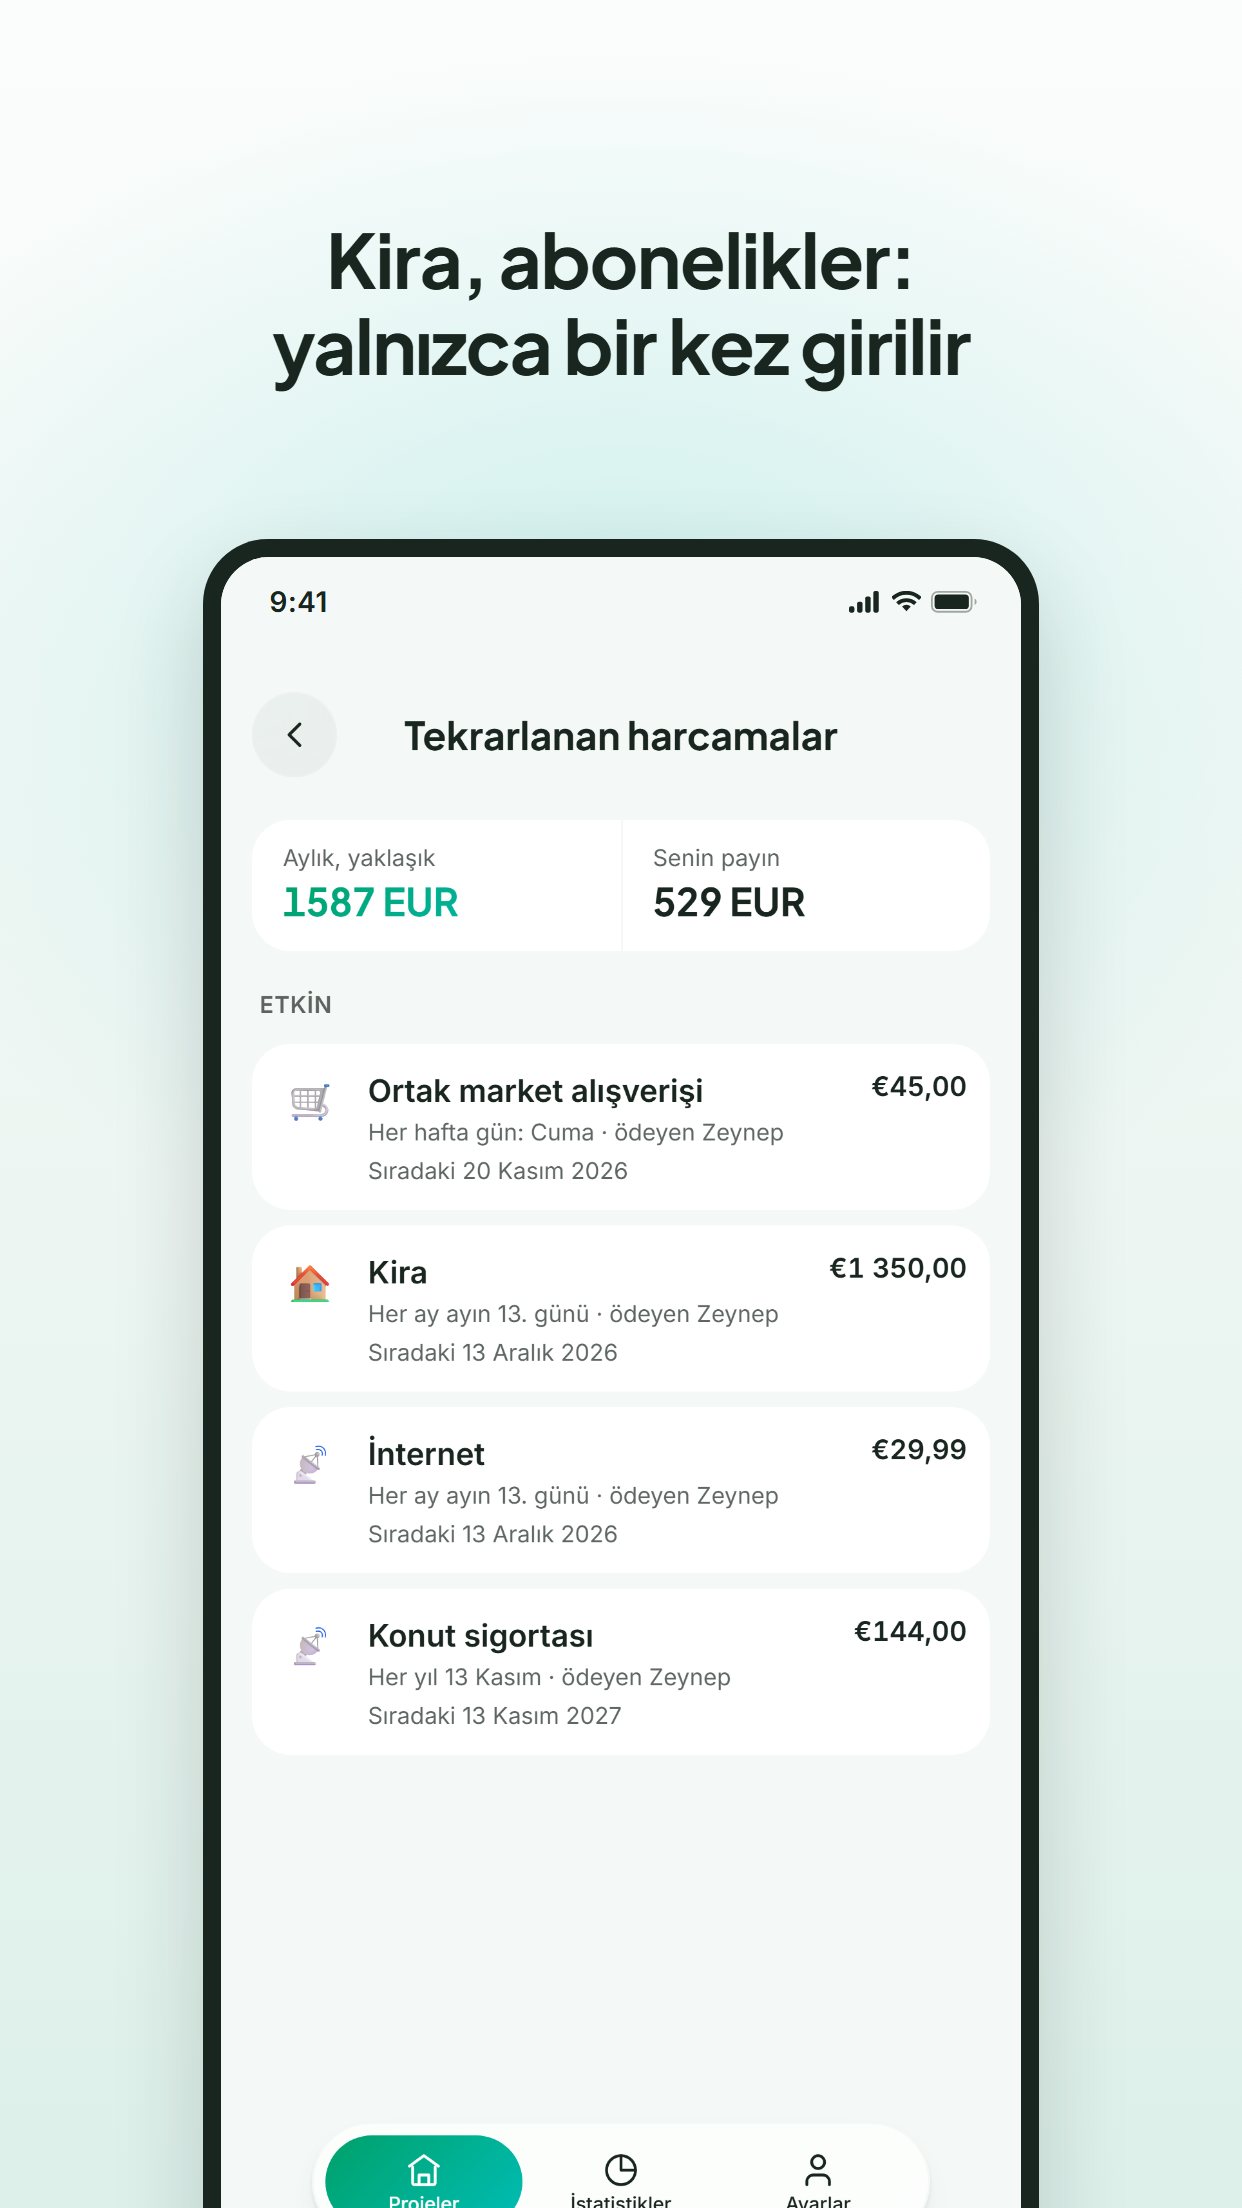 Kira, abonelikler:
yalnızca bir kez girilir
9:41
Tekrarlanan harcamalar
Aylık, yaklaşık
1587 EUR
Senin payın
529 EUR
ETKİN
Ortak market alışverişi
€45,00
Her hafta gün: Cuma · ödeyen Zeynep
Sıradaki 20 Kasım 2026
Kira
€1 350,00
Her ay ayın 13. günü · ödeyen Zeynep
Sıradaki 13 Aralık 2026
İnternet
€29,99
Her ay ayın 13. günü · ödeyen Zeynep
Sıradaki 13 Aralık 2026
Konut sigortası
€144,00
Her yıl 13 Kasım · ödeyen Zeynep
Sıradaki 13 Kasım 2027
Projeler
İstatistikler
Ayarlar